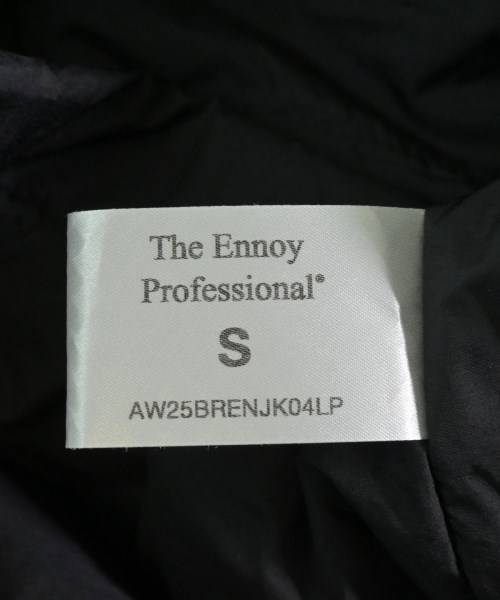 The Ennoy
Professional®
S
AW25BRENJK04LP